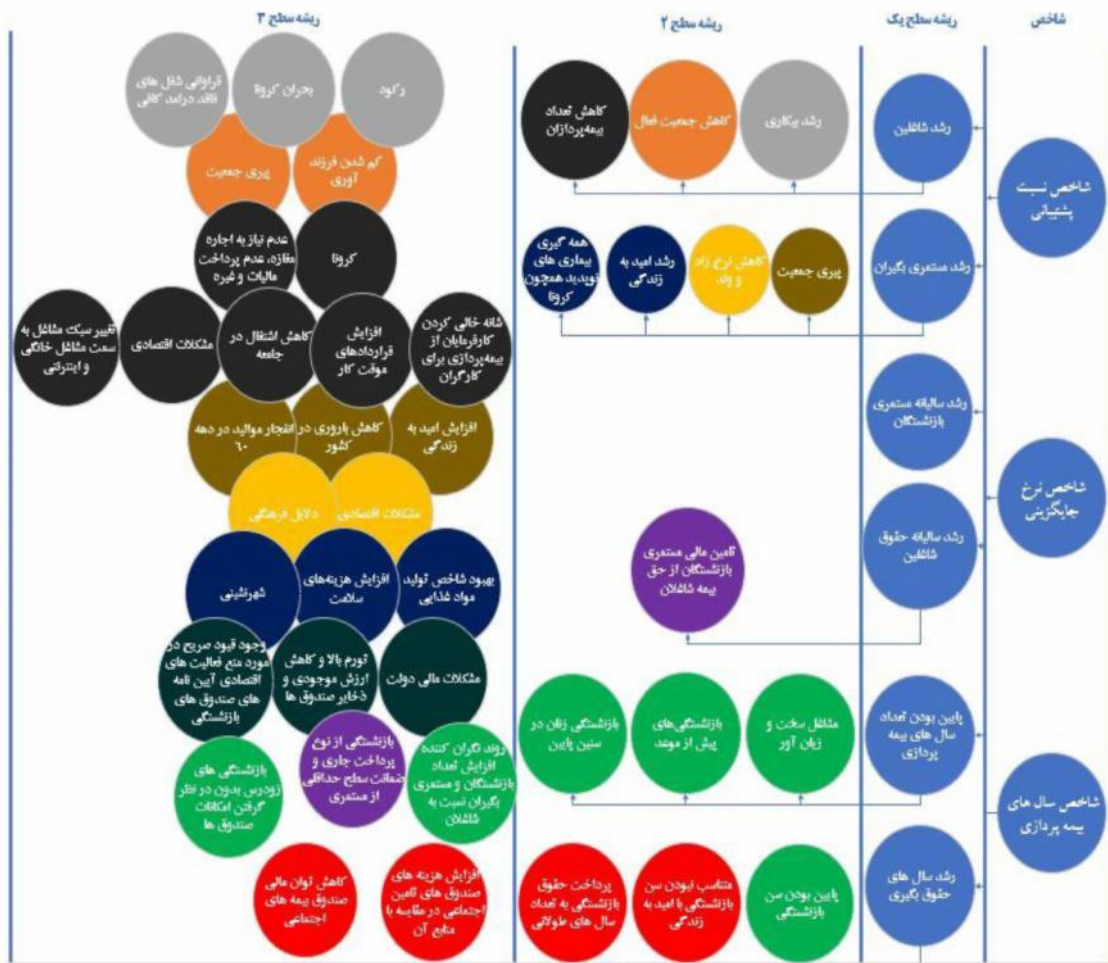 شاخص
ریشه سطح یک
ریشه سطح ۲
ریشه سطح ۳
شاخص نسبت
پشتیبانی
شاخص نرخ
جایگزینی
شاخص سال های
بیمه پردازی
رشد شاغلین
رشد مستمری بگیران
رشد سالیانه مستمری
بازنشستگان
رشد سالیانه حقوق
شاغلین
پایین بودن تعداد
سال های بیمه
پردازی
رشد سال های
حقوق بگیری
رشد بیکاری
کاهش جمعیت فعال
کاهش تعداد
بیمه‌پردازان
پیری جمعیت
کاهش نرخ زاد
و ولد
رشد امید به
زندگی
همه گیری
بیماری های
نوپدید همچون
کرونا
تامین مالی مستمری
بازنشستگان از حق
بیمه شاغلان
مشاغل سخت و
زیان آور
بازنشستگی‌های
پیش از موعد
بازنشستگی زنان در
سنین پایین
پایین بودن سن
بازنشستگی
متناسب نبودن سن
بازنشستگی با امید به
زندگی
پرداخت حقوق
بازنشستگی به تعداد
سال های طولانی
رکود
بحران کرونا
فراوانی شغل های
فاقد درامد کافی
کم شدن فرزند
آوری
پیری جمعیت
کرونا
عدم نیاز به اجاره
مغازه، عدم پرداخت
مالیات و غیره
شانه خالی کردن
کارفرمایان از
بیمه‌پردازی برای
کارگران
افزایش
قراردادهای
موقت کار
کاهش اشتغال در
جامعه
مشکلات اقتصادی
تغییر سبک مشاغل به
سمت مشاغل خانگی
و اینترنتی
افزایش امید به
زندگی
کاهش باروری در
کشور
انفجار موالید در دهه
٦٠
مشکلات اقتصادی
دلایل فرهنگی
بهبود شاخص تولید
مواد غذایی
افزایش هزینه‌های
سلامت
شهرنشینی
مشکلات مالی دولت
تورم بالا و کاهش
ارزش موجودی و
ذخایر صندوق ها
وجود قیود صریح در
مورد منع فعالیت های
اقتصادی آیین نامه
های صندوق های
بازنشستگی
روند نگران کننده
افزایش تعداد
بازنشستگان و مستمری
بگیران نسبت به
شاغلان
بازنشستگی از نوع
پرداخت جاری و
ضمانت سطح حداقلی
از مستمری
بازنشستگی های
زودرس بدون در نظر
گرفتن امکانات
صندوق ها
افزایش هزینه های
صندوق های تامین
اجتماعی در مقایسه با
منابع آن
کاهش توان مالی
صندوق بیمه های
اجتماعی